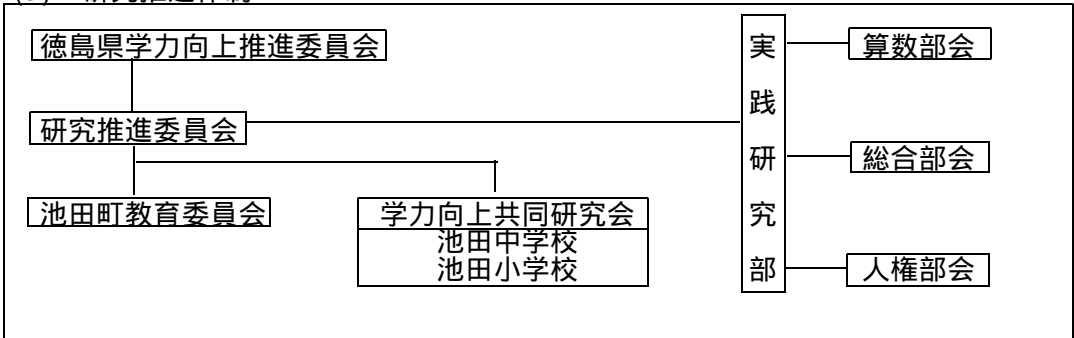 徳島県学力向上推進委員会
研究推進委員会
池田町教育委員会
学力向上共同研究会
池田中学校
池田小学校
実践研究部
算数部会
総合部会
人権部会